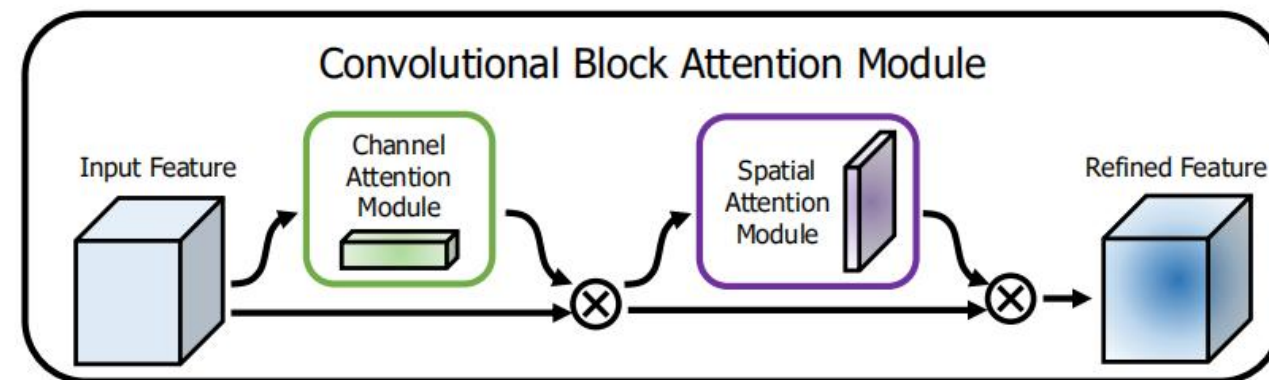 Convolutional Block Attention Module
Input Feature
Channel
Attention
Module
Spatial
Attention
Module
Refined Feature